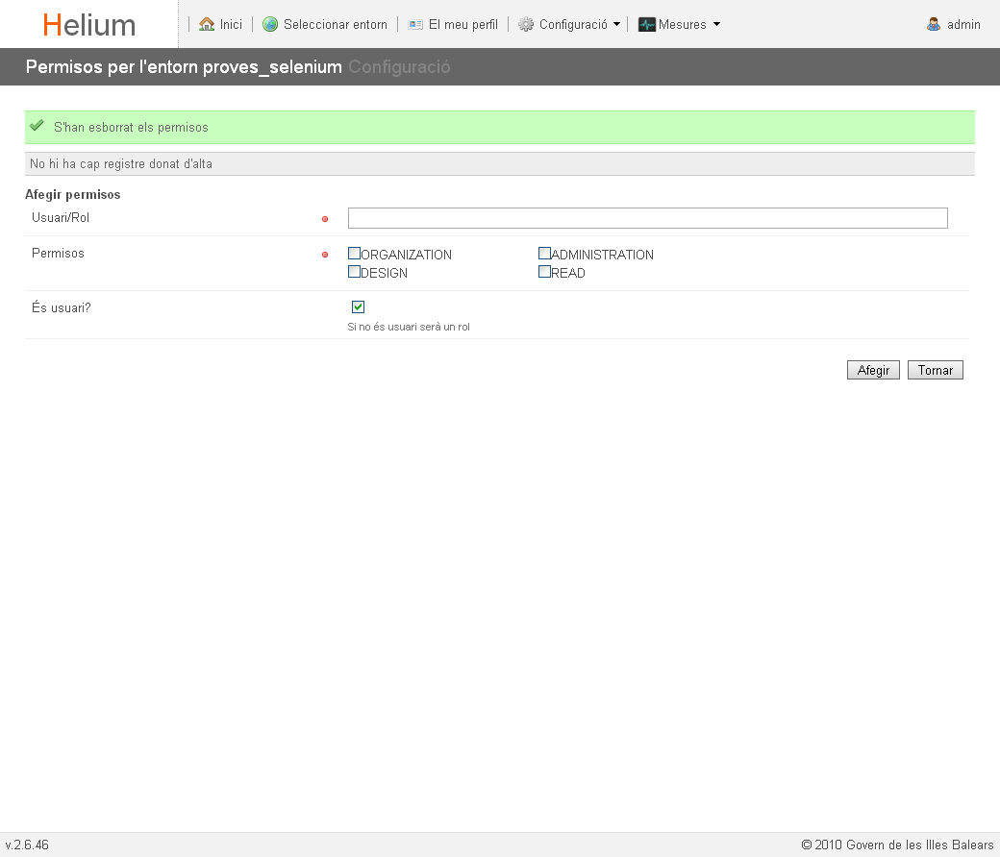 Helium
Inici Seleccionar entorn El meu perfil Configuració Mesures admin
Permisos per l'entorn proves_selenium Configuració
S'han esborrat els permisos
No hi ha cap registre donat d'alta
Afegir permisos
Usuari/Rol
Permisos ORGANIZATION ADMINISTRATION
DESIGN READ
És usuari?
Si no és usuari serà un rol
Afegir Tornar
v.2.6.46 © 2010 Govern de les Illes Balears